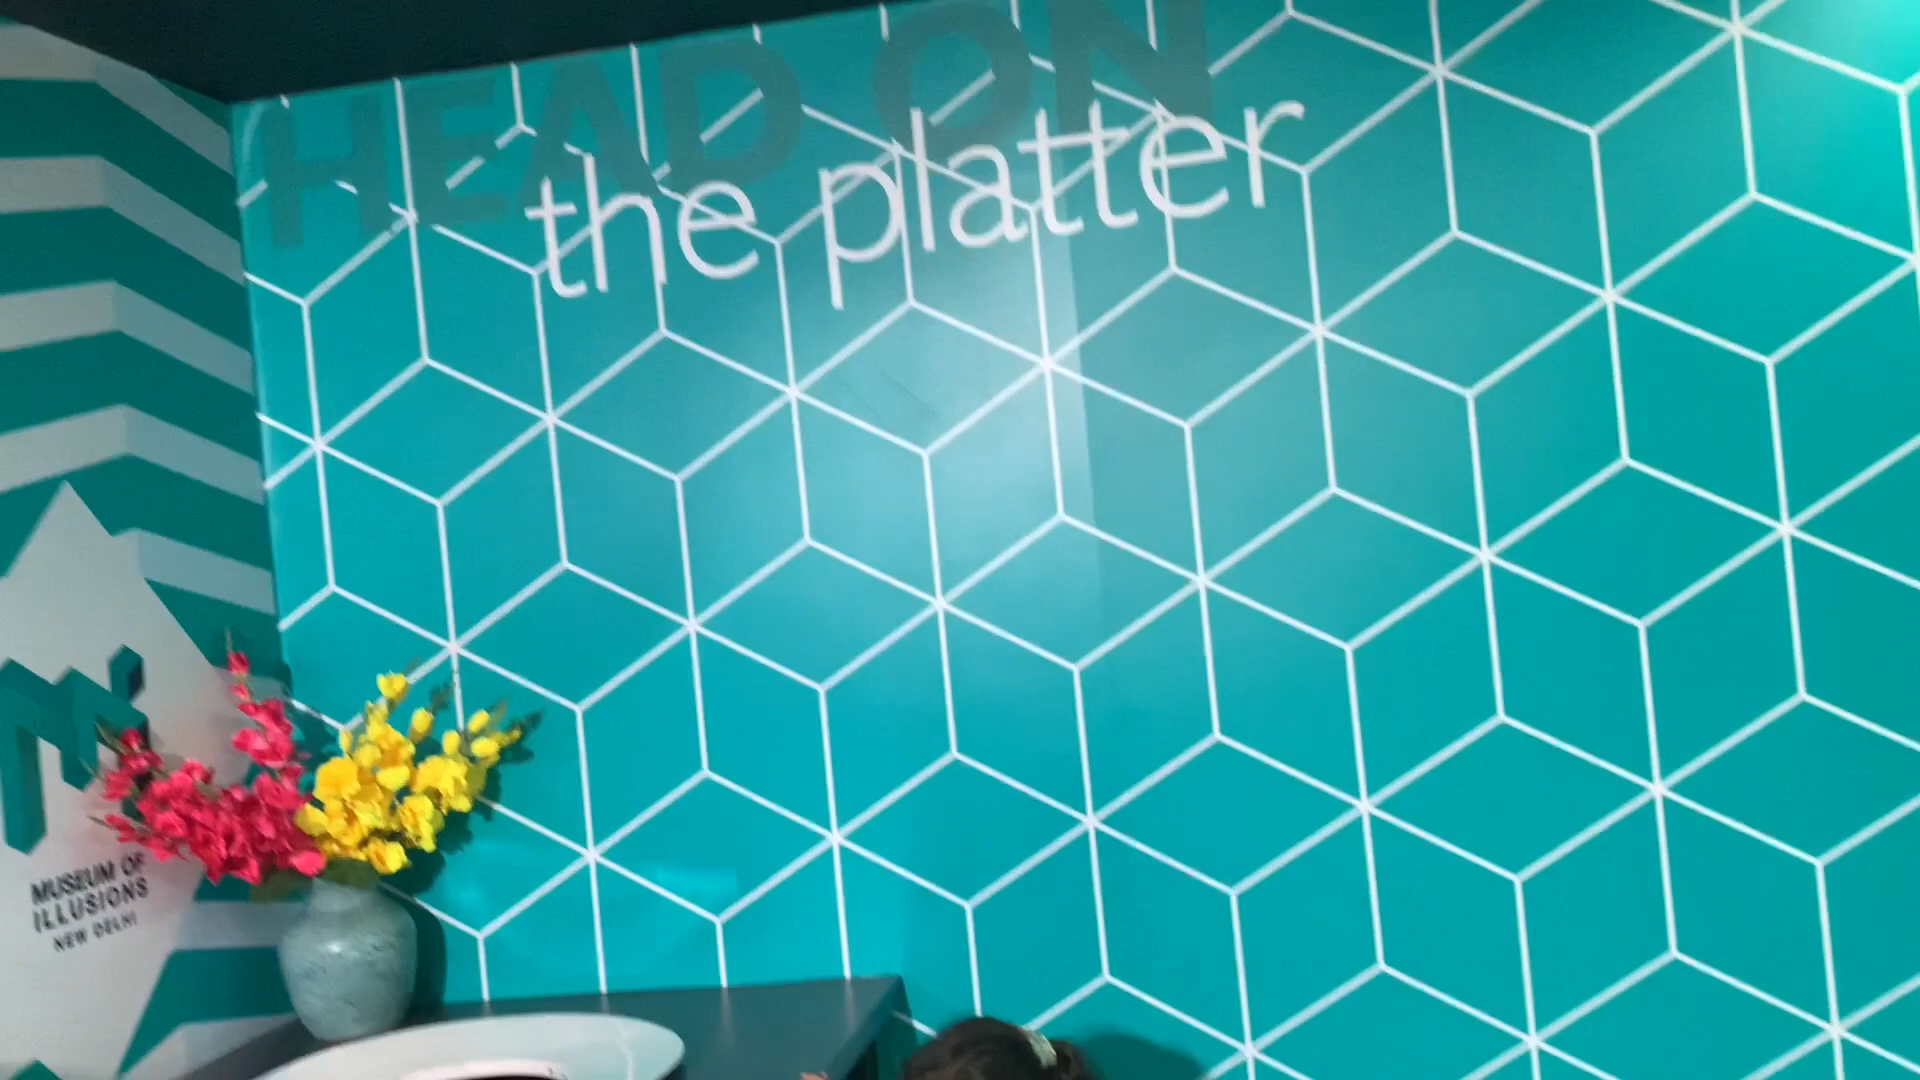 HEAD ON
the platter
MUSEUM OF
ILLUSIONS
NEW DELHI